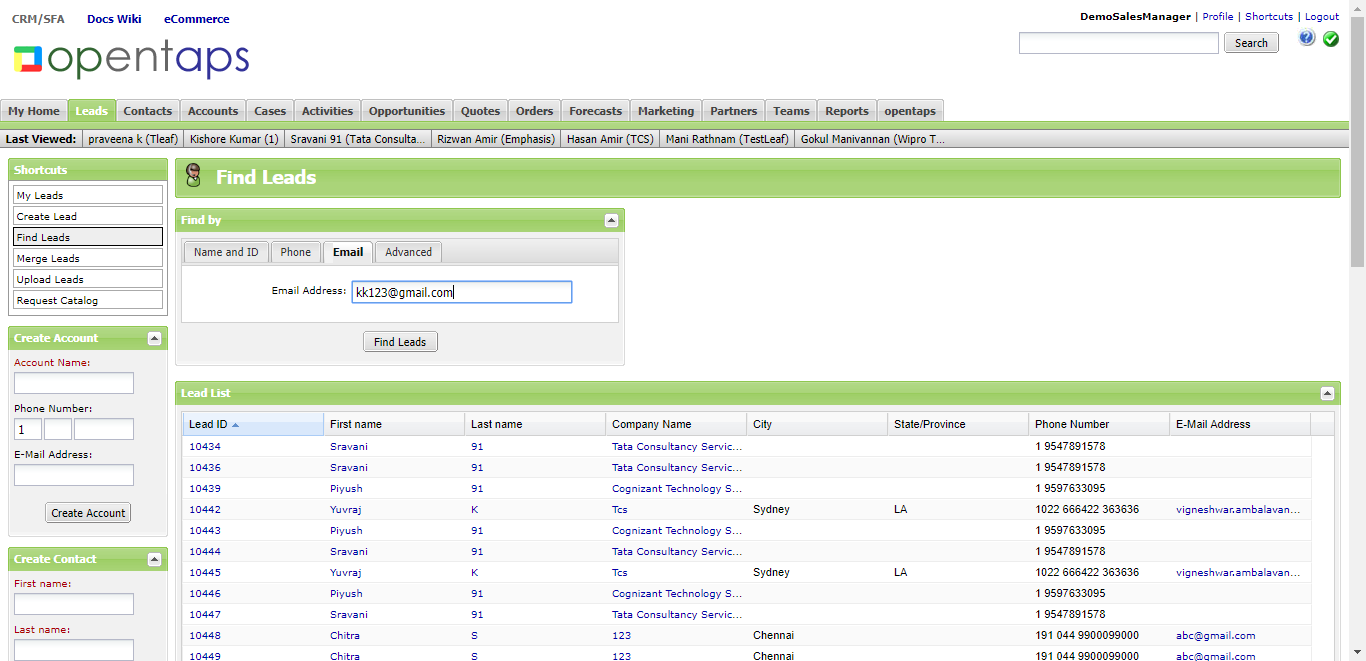 CRM/SFA Docs Wiki eCommerce
DemoSalesManager | Profile | Shortcuts | Logout
opentaps
Search
My Home Leads Contacts Accounts Cases Activities Opportunities Quotes Orders Forecasts Marketing Partners Teams Reports opentaps
Last Viewed: praveena k (Tleaf) Kishore Kumar (1) Sravani 91 (Tata Consulta... Rizwan Amir (Emphasis) Hasan Amir (TCS) Mani Rathnam (TestLeaf) Gokul Manivannan (Wipro T...
Shortcuts
My Leads
Create Lead
Find Leads
Merge Leads
Upload Leads
Request Catalog
Create Account
Account Name:
Phone Number:
1
E-Mail Address:
Create Account
Create Contact
First name:
Last name:
Find Leads
Find by
Name and ID Phone Email Advanced
Email Address: kk123@gmail.com
Find Leads
Lead List
Lead ID First name Last name Company Name City State/Province Phone Number E-Mail Address
10434 Sravani 91 Tata Consultancy Servic... 1 9547891578
10436 Sravani 91 Tata Consultancy Servic... 1 9547891578
10439 Piyush 91 Cognizant Technology S... 1 9597633095
10442 Yuvraj K Tcs Sydney LA 1022 666422 363636 vigneshwar.ambalavan...
10443 Piyush 91 Cognizant Technology S... 1 9597633095
10444 Sravani 91 Tata Consultancy Servic... 1 9547891578
10445 Yuvraj K Tcs Sydney LA 1022 666422 363636 vigneshwar.ambalavan...
10446 Piyush 91 Cognizant Technology S... 1 9597633095
10447 Sravani 91 Tata Consultancy Servic... 1 9547891578
10448 Chitra S 123 Chennai 191 044 9900099000 abc@gmail.com
10449 Chitra S 123 Chennai 191 044 9900099000 abc@gmail.com